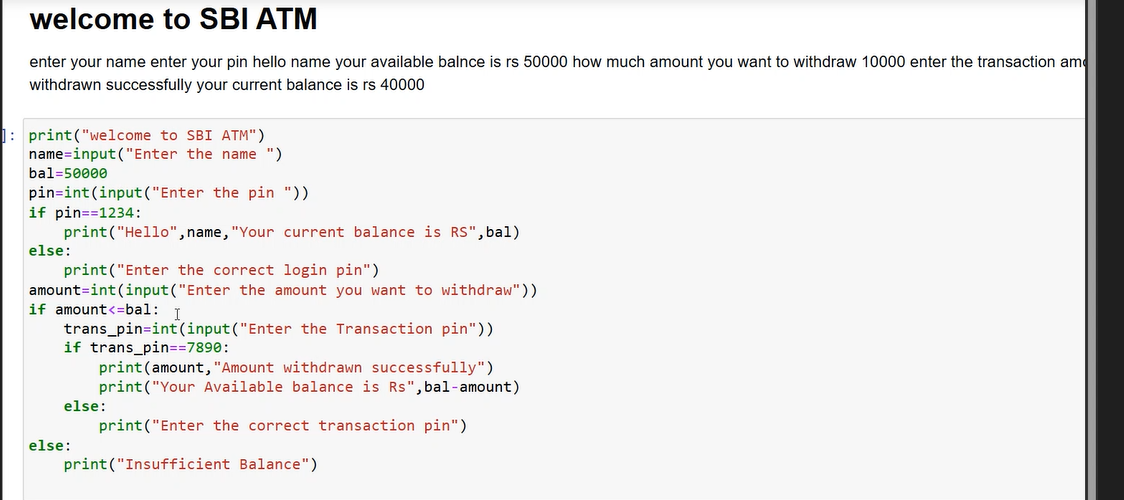 welcome to SBI ATM
enter your name enter your pin hello name your available balnce is rs 50000 how much amount you want to withdraw 10000 enter the transaction
withdrawn successfully your current balance is rs 40000
]:
print("welcome to SBI ATM")
name=input("Enter the name ")
bal=50000
pin=int(input("Enter the pin "))
if pin==1234:
    print("Hello",name,"Your current balance is RS",bal)
else:
    print("Enter the correct login pin")
amount=int(input("Enter the amount you want to withdraw"))
if amount<=bal:
    trans_pin=int(input("Enter the Transaction pin"))
    if trans_pin==7890:
        print(amount,"Amount withdrawn successfully")
        print("Your Available balance is Rs",bal-amount)
    else:
        print("Enter the correct transaction pin")
else:
    print("Insufficient Balance")